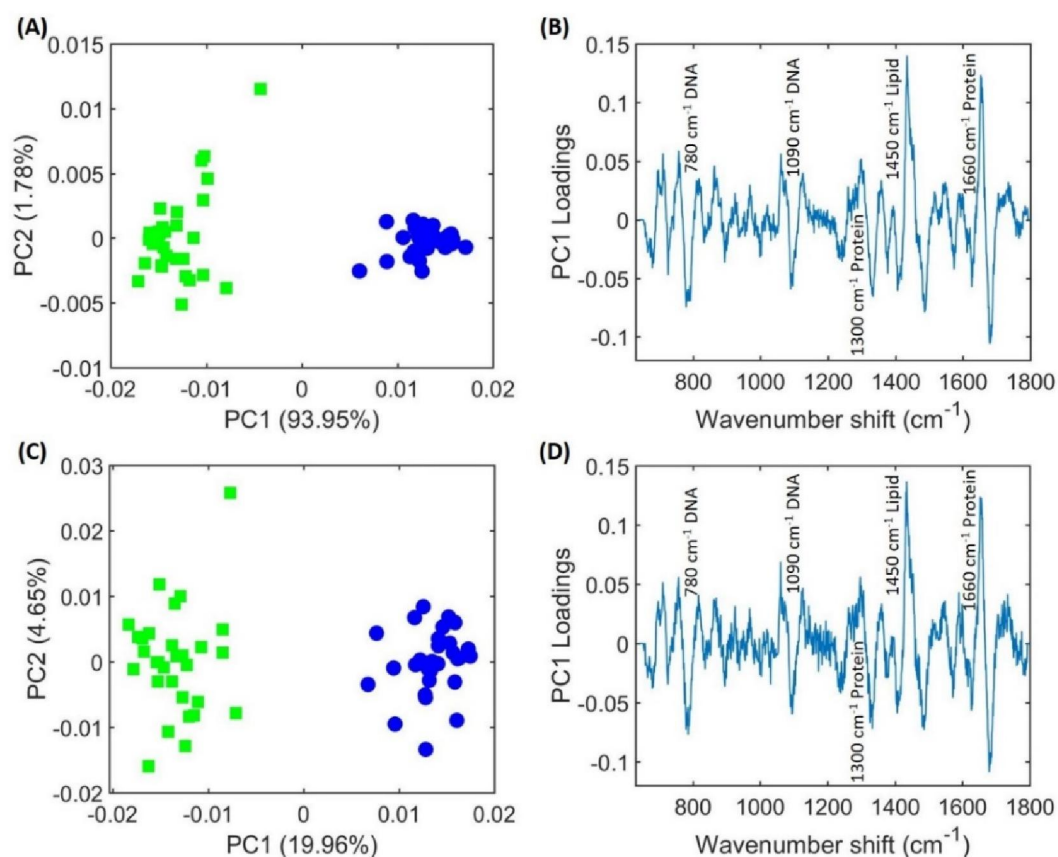 (A)
0.015
0.01
0.005
0
-0.005
-0.01
PC2 (1.78%)
-0.02
-0.01
0
0.01
0.02
PC1 (93.95%)
(B)
0.15
0.1
0.05
0
-0.05
-0.1
PC1 Loadings
780 cm⁻¹ DNA
1090 cm⁻¹ DNA
1300 cm⁻¹ Protein
1450 cm⁻¹ Lipid
1660 cm⁻¹ Protein
800
1000
1200
1400
1600
1800
Wavenumber shift (cm⁻¹)
(C)
0.03
0.02
0.01
0
-0.01
-0.02
PC2 (4.65%)
-0.02
-0.01
0
0.01
0.02
PC1 (19.96%)
(D)
0.15
0.1
0.05
0
-0.05
-0.1
PC1 Loadings
780 cm⁻¹ DNA
1090 cm⁻¹ DNA
1300 cm⁻¹ Protein
1450 cm⁻¹ Lipid
1660 cm⁻¹ Protein
800
1000
1200
1400
1600
1800
Wavenumber shift (cm⁻¹)